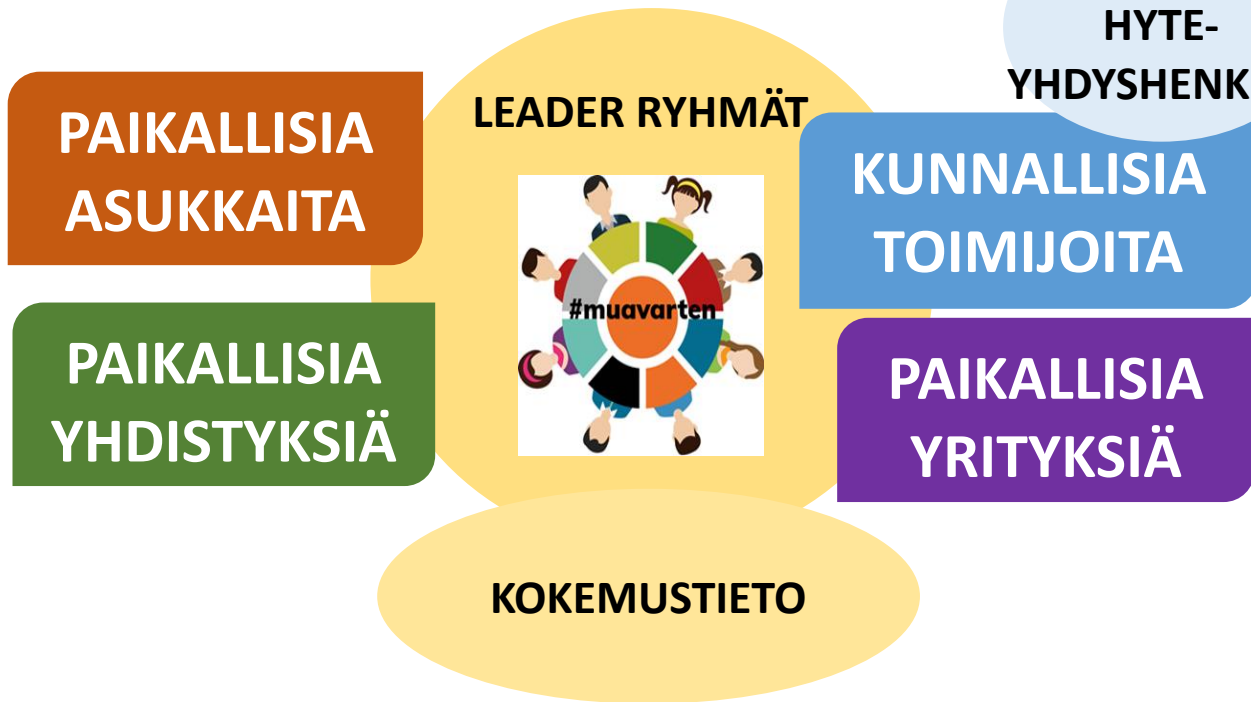 HYTE-
YHDYSHENK
LEADER RYHMÄT
PAIKALLISIA
ASUKKAITA
KUNNALLISIA
TOIMIJOITA
#muavarten
PAIKALLISIA
YHDISTYKSIÄ
PAIKALLISIA
YRITYKSIÄ
KOKEMUSTIETO